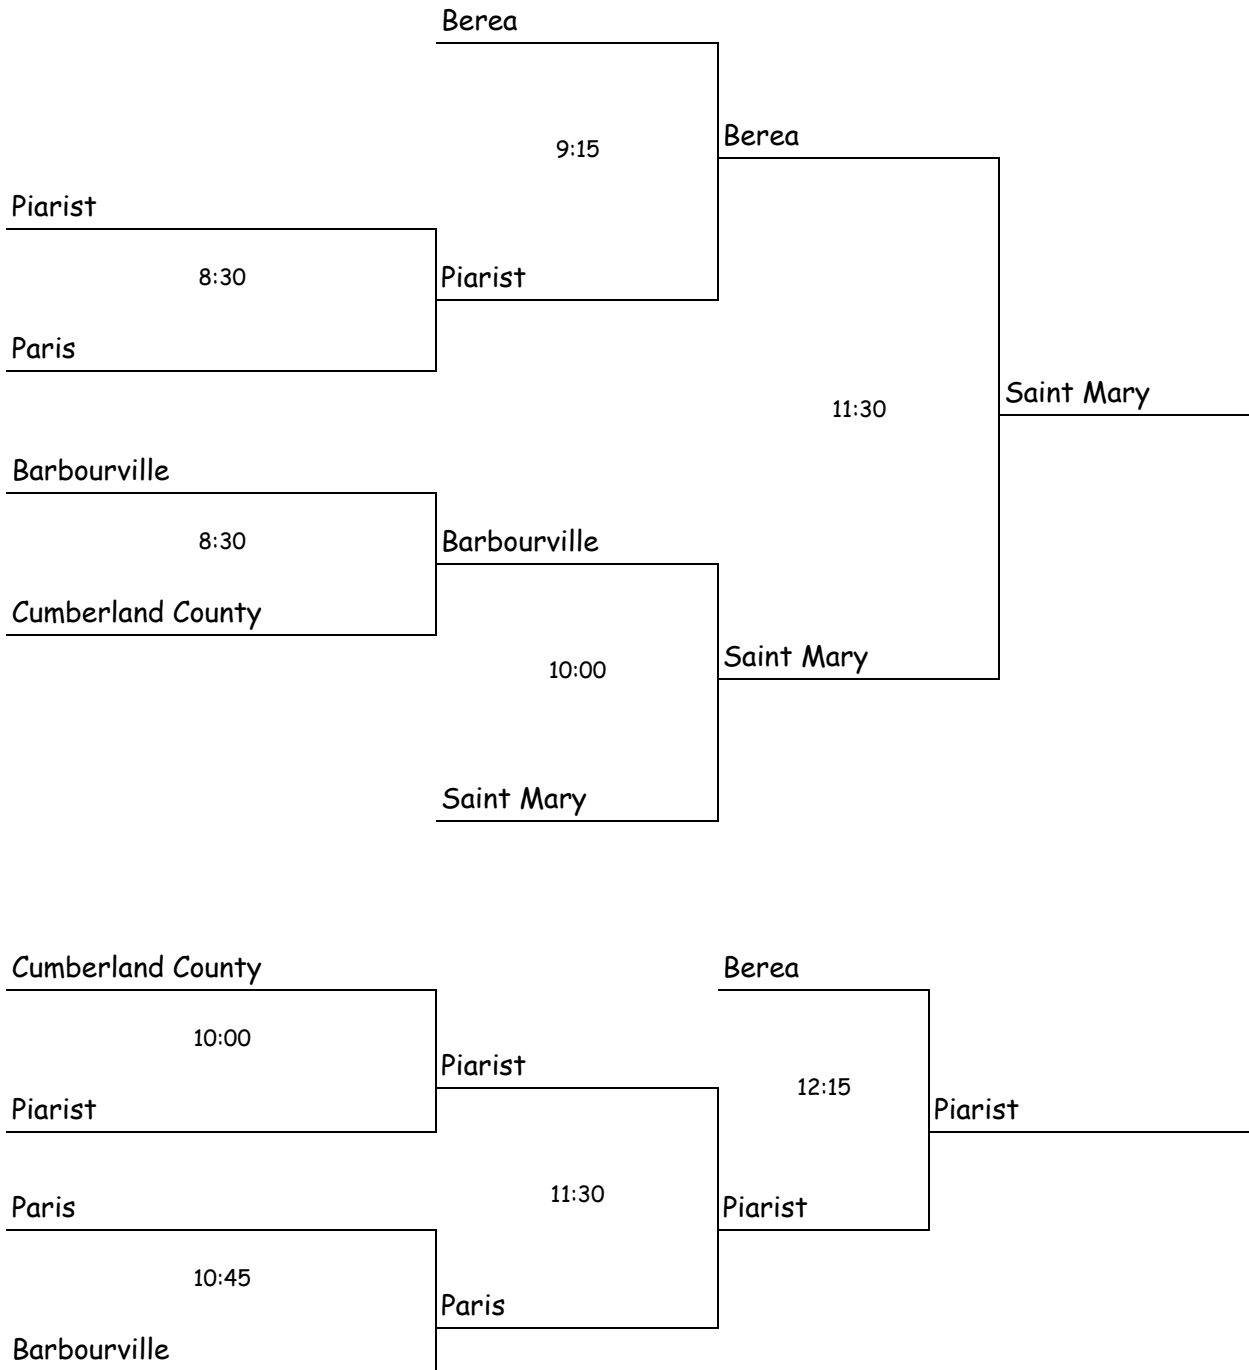 Berea
9:15
Berea
Piarist
8:30
Piarist
Paris
11:30
Saint Mary
Barbourville
8:30
Barbourville
Cumberland County
10:00
Saint Mary
Saint Mary
Cumberland County
Berea
10:00
Piarist
12:15
Piarist
Piarist
Paris
11:30
Piarist
10:45
Paris
Barbourville